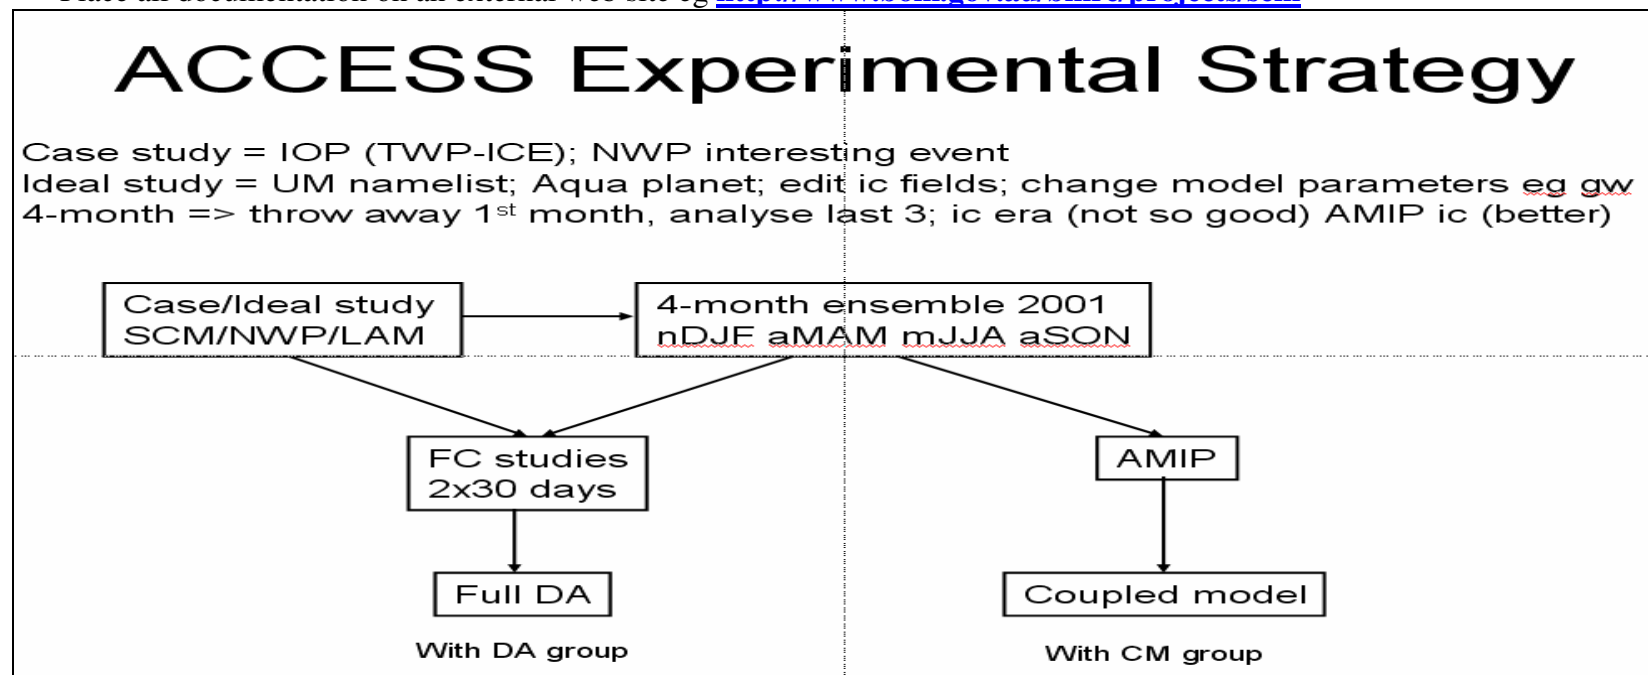 ACCESS Experimental Strategy
Case study = IOP (TWP-ICE); NWP interesting event
Ideal study = UM namelist; Aqua planet; edit ic fields; change model parameters eg gw
4-month => throw away 1st month, analyse last 3; ic era (not so good) AMIP ic (better)
Case/Ideal study
SCM/NWP/LAM
4-month ensemble 2001
nDJF aMAM mJJA aSON
FC studies
2x30 days
AMIP
Full DA
Coupled model
With DA group
With CM group